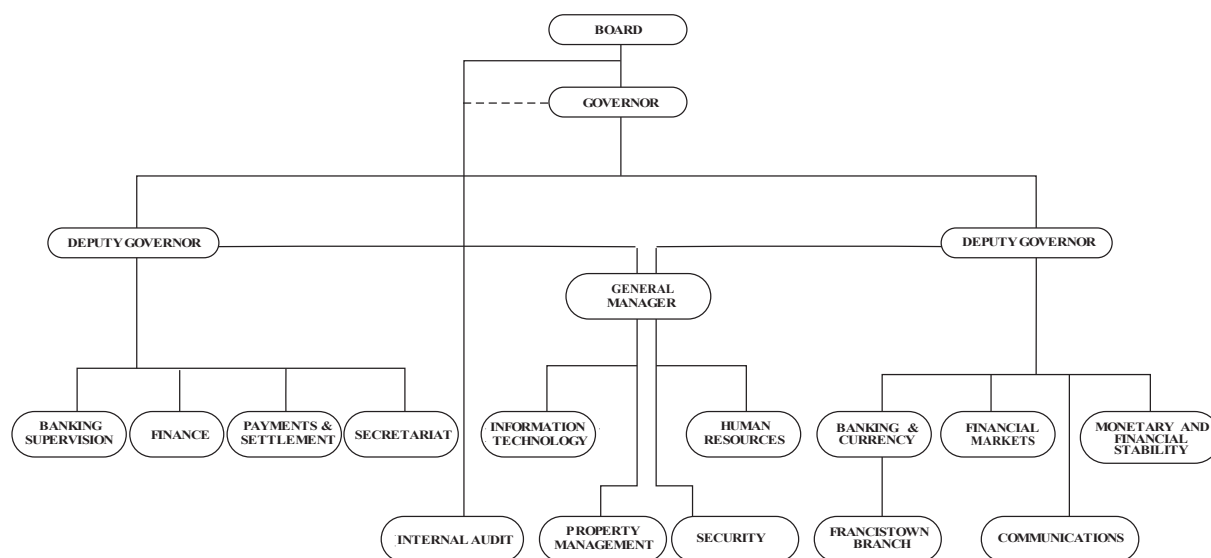 BOARD
GOVERNOR
DEPUTY GOVERNOR
DEPUTY GOVERNOR
GENERAL
MANAGER
BANKING
SUPERVISION
FINANCE
PAYMENTS &
SETTLEMENT
SECRETARIAT
INFORMATION
TECHNOLOGY
HUMAN
RESOURCES
BANKING &
CURRENCY
FINANCIAL
MARKETS
MONETARY AND
FINANCIAL
STABILITY
INTERNAL AUDIT
PROPERTY
MANAGEMENT
SECURITY
FRANCISTOWN
BRANCH
COMMUNICATIONS